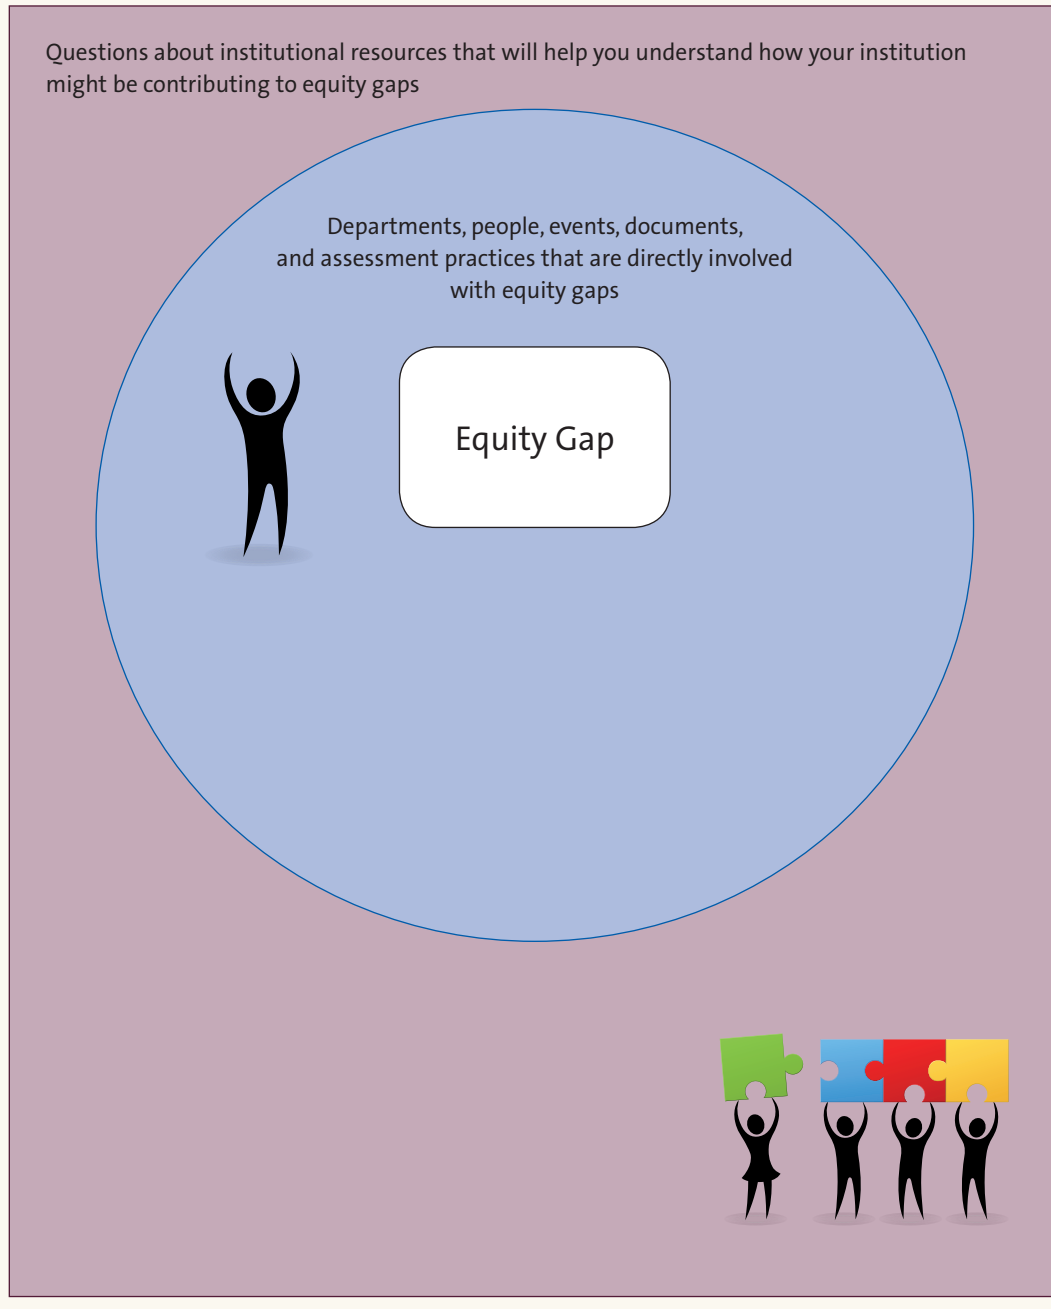 Questions about institutional resources that will help you understand how your institution
might be contributing to equity gaps
Departments, people, events, documents,
and assessment practices that are directly involved
with equity gaps
Equity Gap